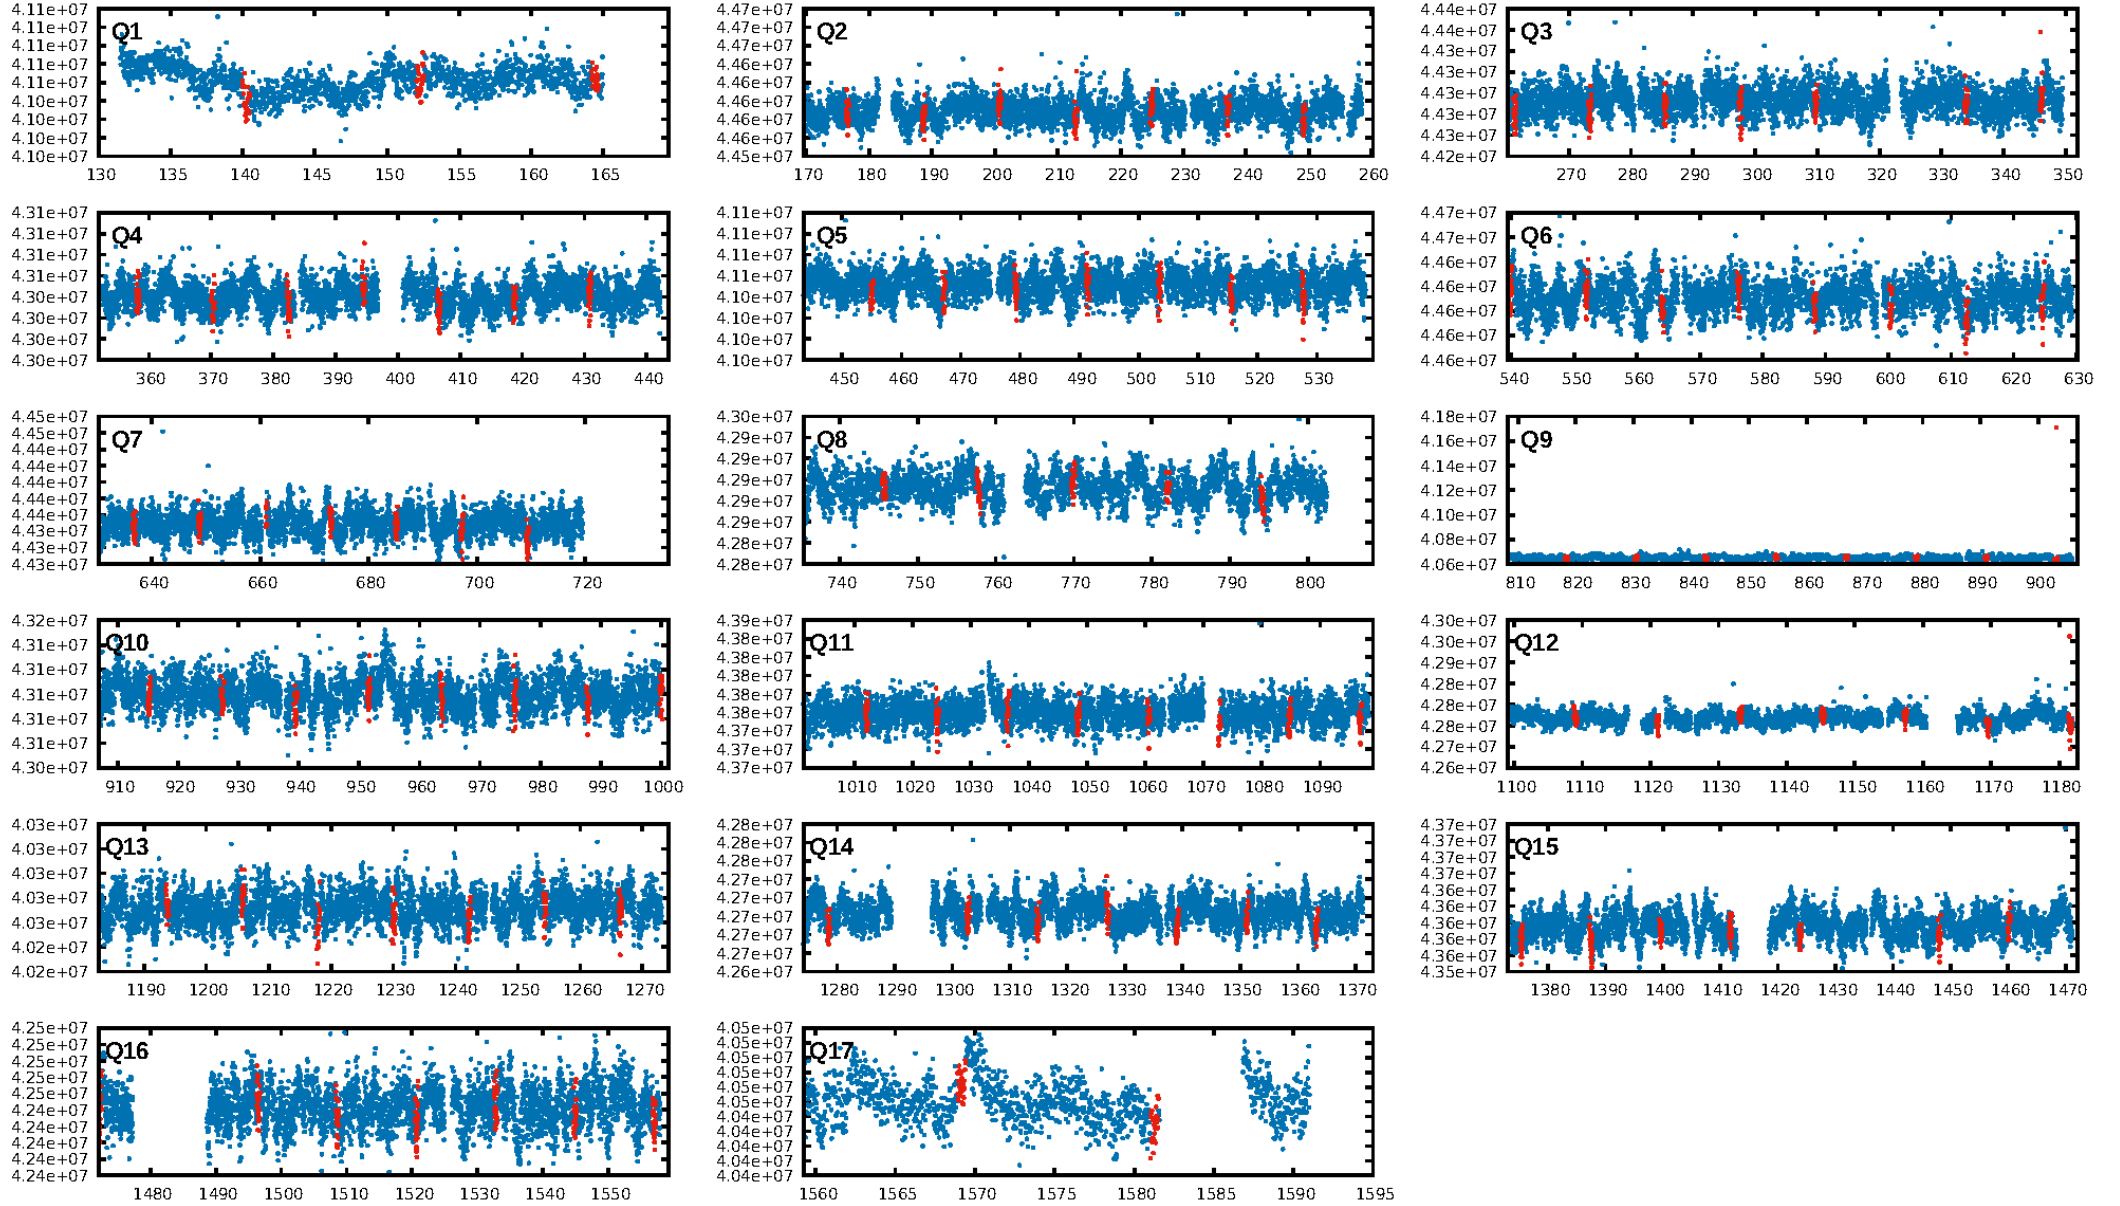 4.11e+07
4.11e+07
4.11e+07
4.11e+07
4.11e+07
4.10e+07
4.10e+07
4.10e+07
4.10e+07
Q1
130 135 140 145 150 155 160 165
4.47e+07
4.47e+07
4.47e+07
4.46e+07
4.46e+07
4.46e+07
4.46e+07
4.46e+07
4.45e+07
Q2
170 180 190 200 210 220 230 240 250 260
4.44e+07
4.44e+07
4.43e+07
4.43e+07
4.43e+07
4.43e+07
4.43e+07
4.42e+07
Q3
270 280 290 300 310 320 330 340 350
4.31e+07
4.31e+07
4.31e+07
4.31e+07
4.30e+07
4.30e+07
4.30e+07
4.30e+07
Q4
360 370 380 390 400 410 420 430 440
4.11e+07
4.11e+07
4.11e+07
4.11e+07
4.10e+07
4.10e+07
4.10e+07
4.10e+07
Q5
450 460 470 480 490 500 510 520 530
4.47e+07
4.47e+07
4.46e+07
4.46e+07
4.46e+07
4.46e+07
4.46e+07
Q6
540 550 560 570 580 590 600 610 620 630
4.45e+07
4.45e+07
4.44e+07
4.44e+07
4.44e+07
4.44e+07
4.44e+07
4.43e+07
4.43e+07
4.43e+07
Q7
640 660 680 700 720
4.30e+07
4.29e+07
4.29e+07
4.29e+07
4.29e+07
4.29e+07
4.28e+07
4.28e+07
Q8
740 750 760 770 780 790 800
4.18e+07
4.16e+07
4.14e+07
4.12e+07
4.10e+07
4.08e+07
4.06e+07
Q9
810 820 830 840 850 860 870 880 890 900
4.32e+07
4.31e+07
4.31e+07
4.31e+07
4.31e+07
4.31e+07
4.30e+07
Q10
910 920 930 940 950 960 970 980 990 1000
4.39e+07
4.38e+07
4.38e+07
4.38e+07
4.38e+07
4.38e+07
4.37e+07
4.37e+07
4.37e+07
Q11
1010 1020 1030 1040 1050 1060 1070 1080 1090
4.30e+07
4.30e+07
4.29e+07
4.28e+07
4.28e+07
4.28e+07
4.27e+07
4.26e+07
Q12
1100 1110 1120 1130 1140 1150 1160 1170 1180
4.03e+07
4.03e+07
4.03e+07
4.03e+07
4.03e+07
4.02e+07
4.02e+07
Q13
1190 1200 1210 1220 1230 1240 1250 1260 1270
4.28e+07
4.28e+07
4.28e+07
4.27e+07
4.27e+07
4.27e+07
4.27e+07
4.27e+07
4.26e+07
Q14
1280 1290 1300 1310 1320 1330 1340 1350 1360 1370
4.37e+07
4.37e+07
4.37e+07
4.37e+07
4.36e+07
4.36e+07
4.36e+07
4.36e+07
4.36e+07
4.35e+07
Q15
1380 1390 1400 1410 1420 1430 1440 1450 1460 1470
4.25e+07
4.25e+07
4.25e+07
4.25e+07
4.25e+07
4.24e+07
4.24e+07
4.24e+07
4.24e+07
4.24e+07
Q16
1480 1490 1500 1510 1520 1530 1540 1550
4.05e+07
4.05e+07
4.05e+07
4.05e+07
4.05e+07
4.05e+07
4.04e+07
4.04e+07
4.04e+07
4.04e+07
4.04e+07
Q17
1560 1565 1570 1575 1580 1585 1590 1595